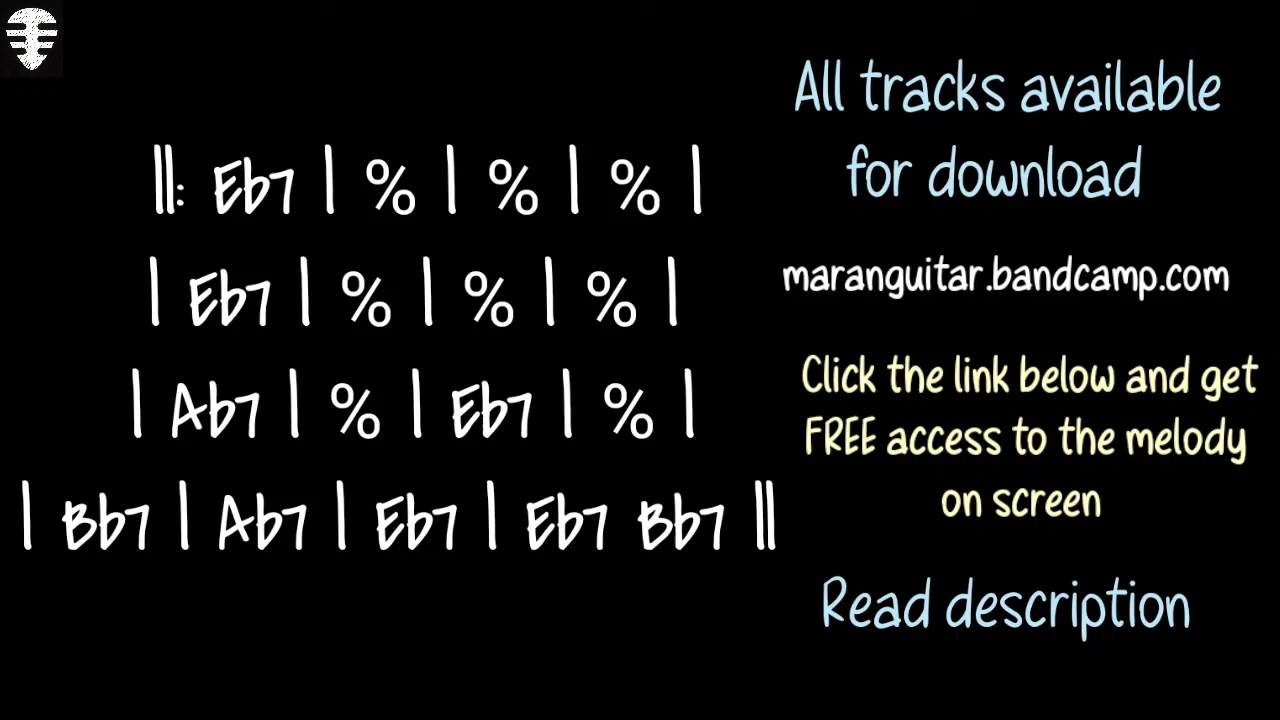 ||: Eb7 | % | % | % |
| Eb7 | % | % | % |
| Ab7 | % | Eb7 | % |
| Bb7 | Ab7 | Eb7 | Eb7 Bb7 ||
All tracks available
for download
maranguitar.bandcamp.com
Click the link below and get
FREE access to the melody
on screen
Read description